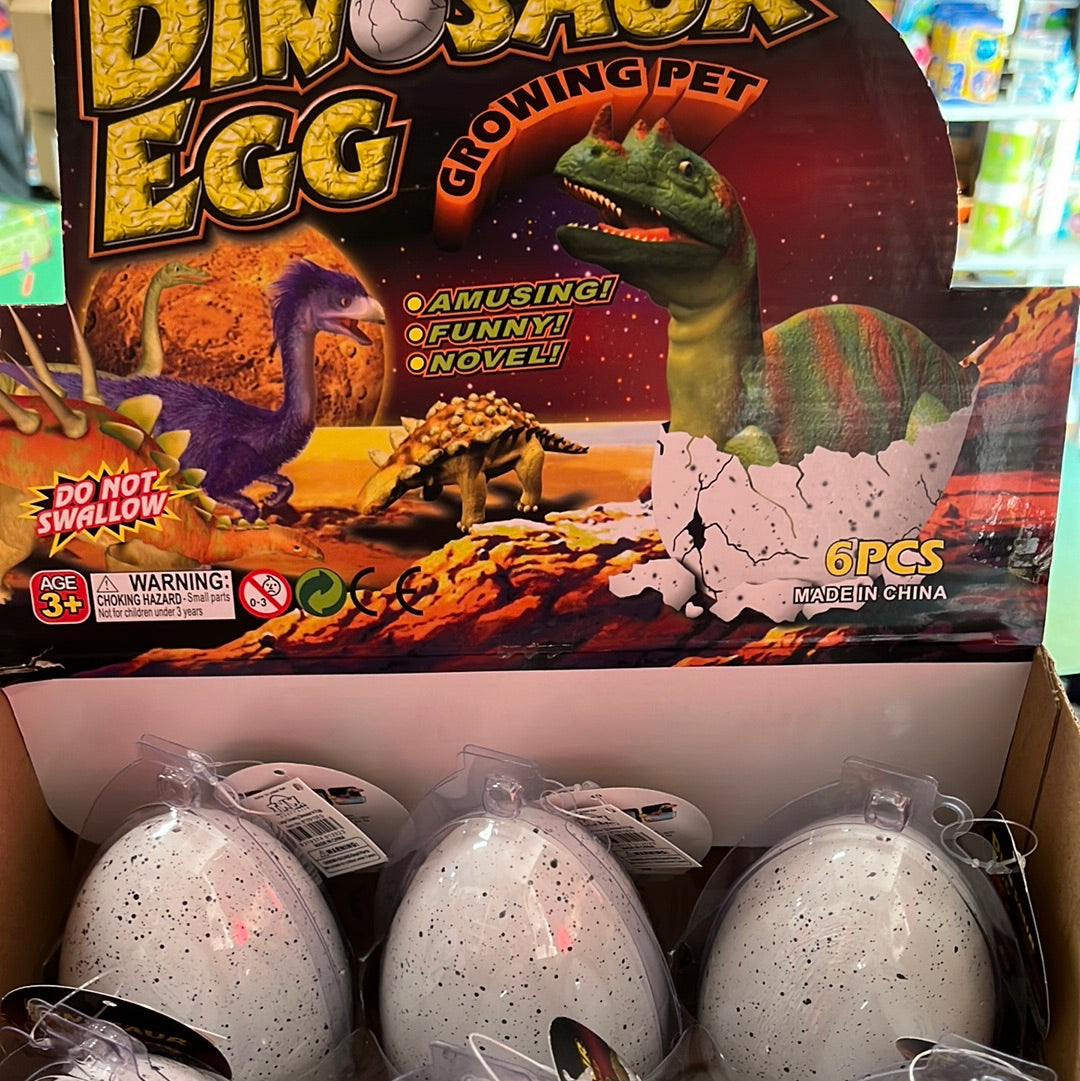 DINOSAUR
EGG
GROWING PET
AMUSING!
FUNNY!
NOVEL!
DO NOT
SWALLOW
AGE
3+
WARNING:
CHOKING HAZARD - Small parts
Not for children under 3 years
0-3
CE
6PCS
MADE IN CHINA
WARNING: